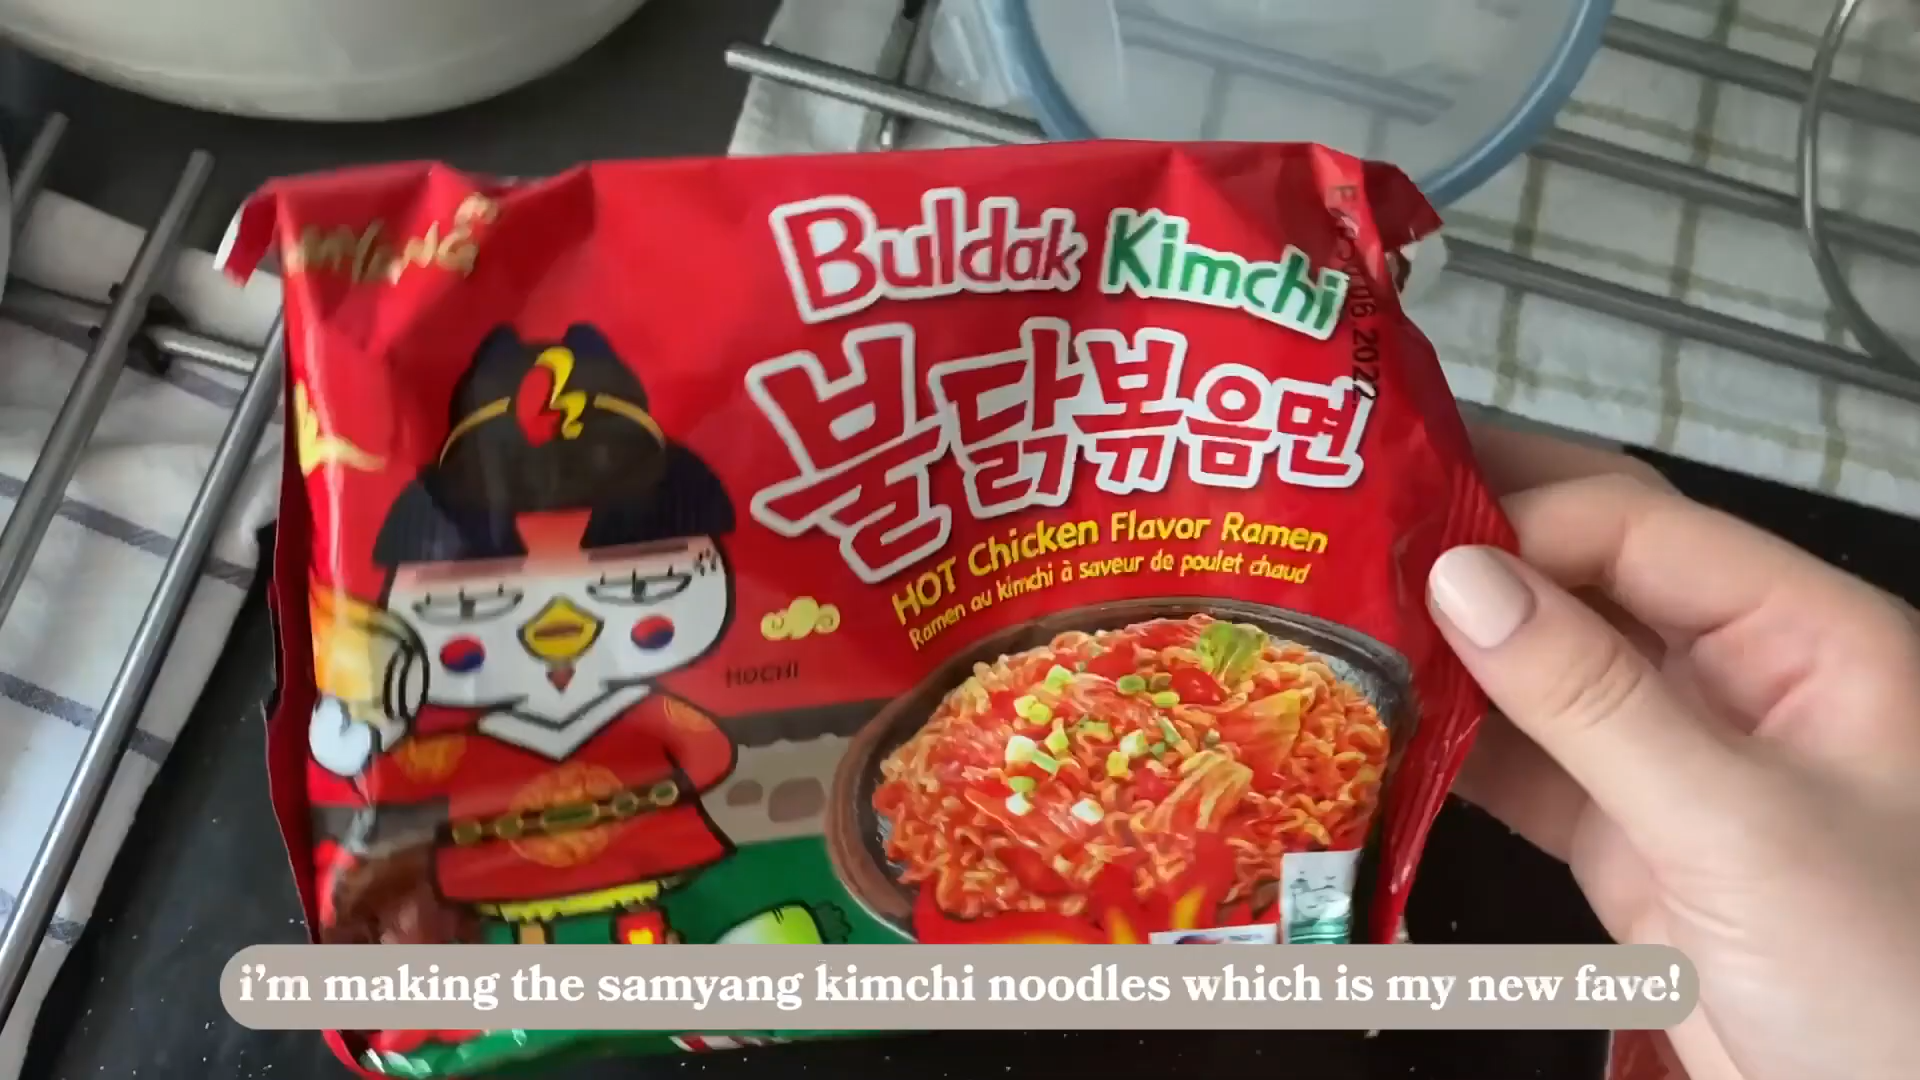 SAMYANG
Buldak Kimchi
불닭볶음면
HOT Chicken Flavor Ramen
Ramen au kimchi à saveur de poulet chaud
HOCHI
i'm making the samyang kimchi noodles which is my new fave!